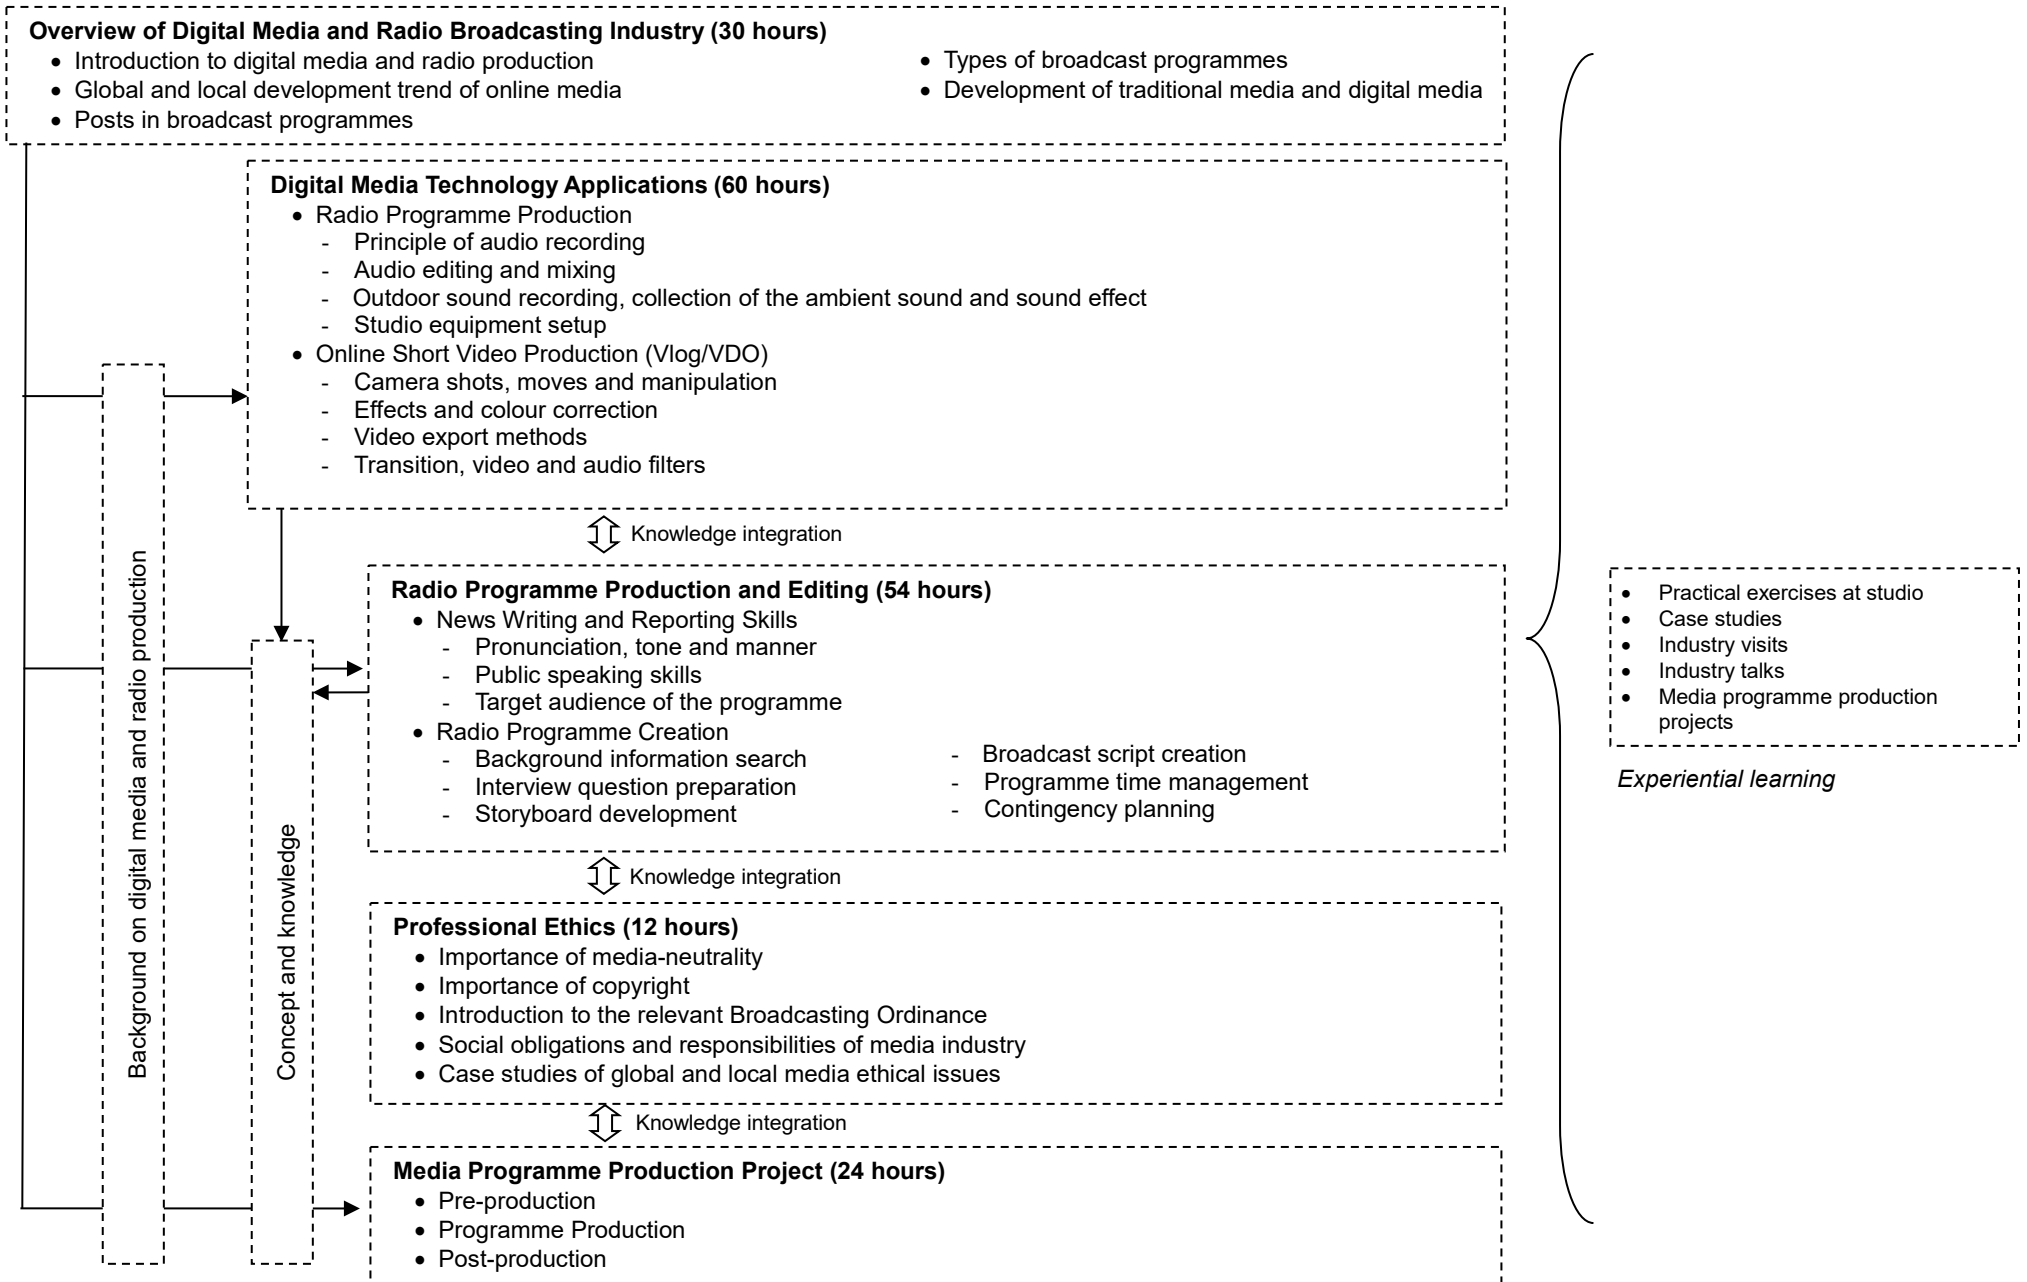 Overview of Digital Media and Radio Broadcasting Industry (30 hours)
• Introduction to digital media and radio production
• Global and local development trend of online media
• Posts in broadcast programmes
• Types of broadcast programmes
• Development of traditional media and digital media
Digital Media Technology Applications (60 hours)
• Radio Programme Production
- Principle of audio recording
- Audio editing and mixing
- Outdoor sound recording, collection of the ambient sound and sound effect
- Studio equipment setup
• Online Short Video Production (Vlog/VDO)
- Camera shots, moves and manipulation
- Effects and colour correction
- Video export methods
- Transition, video and audio filters
Knowledge integration
Background on digital media and radio production
Concept and knowledge
Radio Programme Production and Editing (54 hours)
• News Writing and Reporting Skills
- Pronunciation, tone and manner
- Public speaking skills
- Target audience of the programme
• Radio Programme Creation
- Background information search
- Interview question preparation
- Storyboard development
- Broadcast script creation
- Programme time management
- Contingency planning
Knowledge integration
Professional Ethics (12 hours)
• Importance of media-neutrality
• Importance of copyright
• Introduction to the relevant Broadcasting Ordinance
• Social obligations and responsibilities of media industry
• Case studies of global and local media ethical issues
Knowledge integration
Media Programme Production Project (24 hours)
• Pre-production
• Programme Production
• Post-production
• Practical exercises at studio
• Case studies
• Industry visits
• Industry talks
• Media programme production
projects
Experiential learning